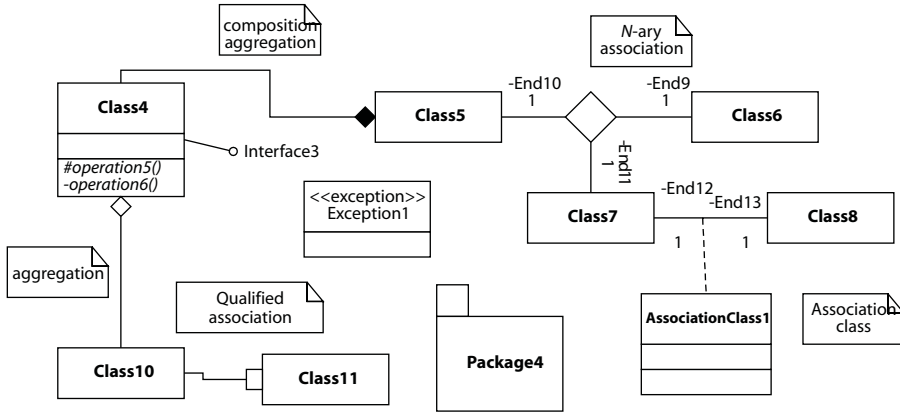 composition
aggregation
N-ary
association
Class4
#operation5()
-operation6()
Interface3
Class5
-End10
1
-End9
1
Class6
-End11
1
<<exception>>
Exception1
Class7
-End12
1
-End13
1
Class8
aggregation
Qualified
association
Package4
AssociationClass1
Association
class
Class10
Class11